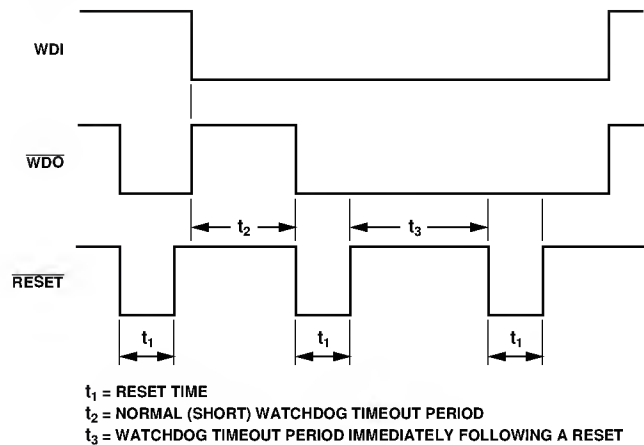 WDI
WDO
t2
t3
RESET
t1
t1
t1
t1 = RESET TIME
t2 = NORMAL (SHORT) WATCHDOG TIMEOUT PERIOD
t3 = WATCHDOG TIMEOUT PERIOD IMMEDIATELY FOLLOWING A RESET